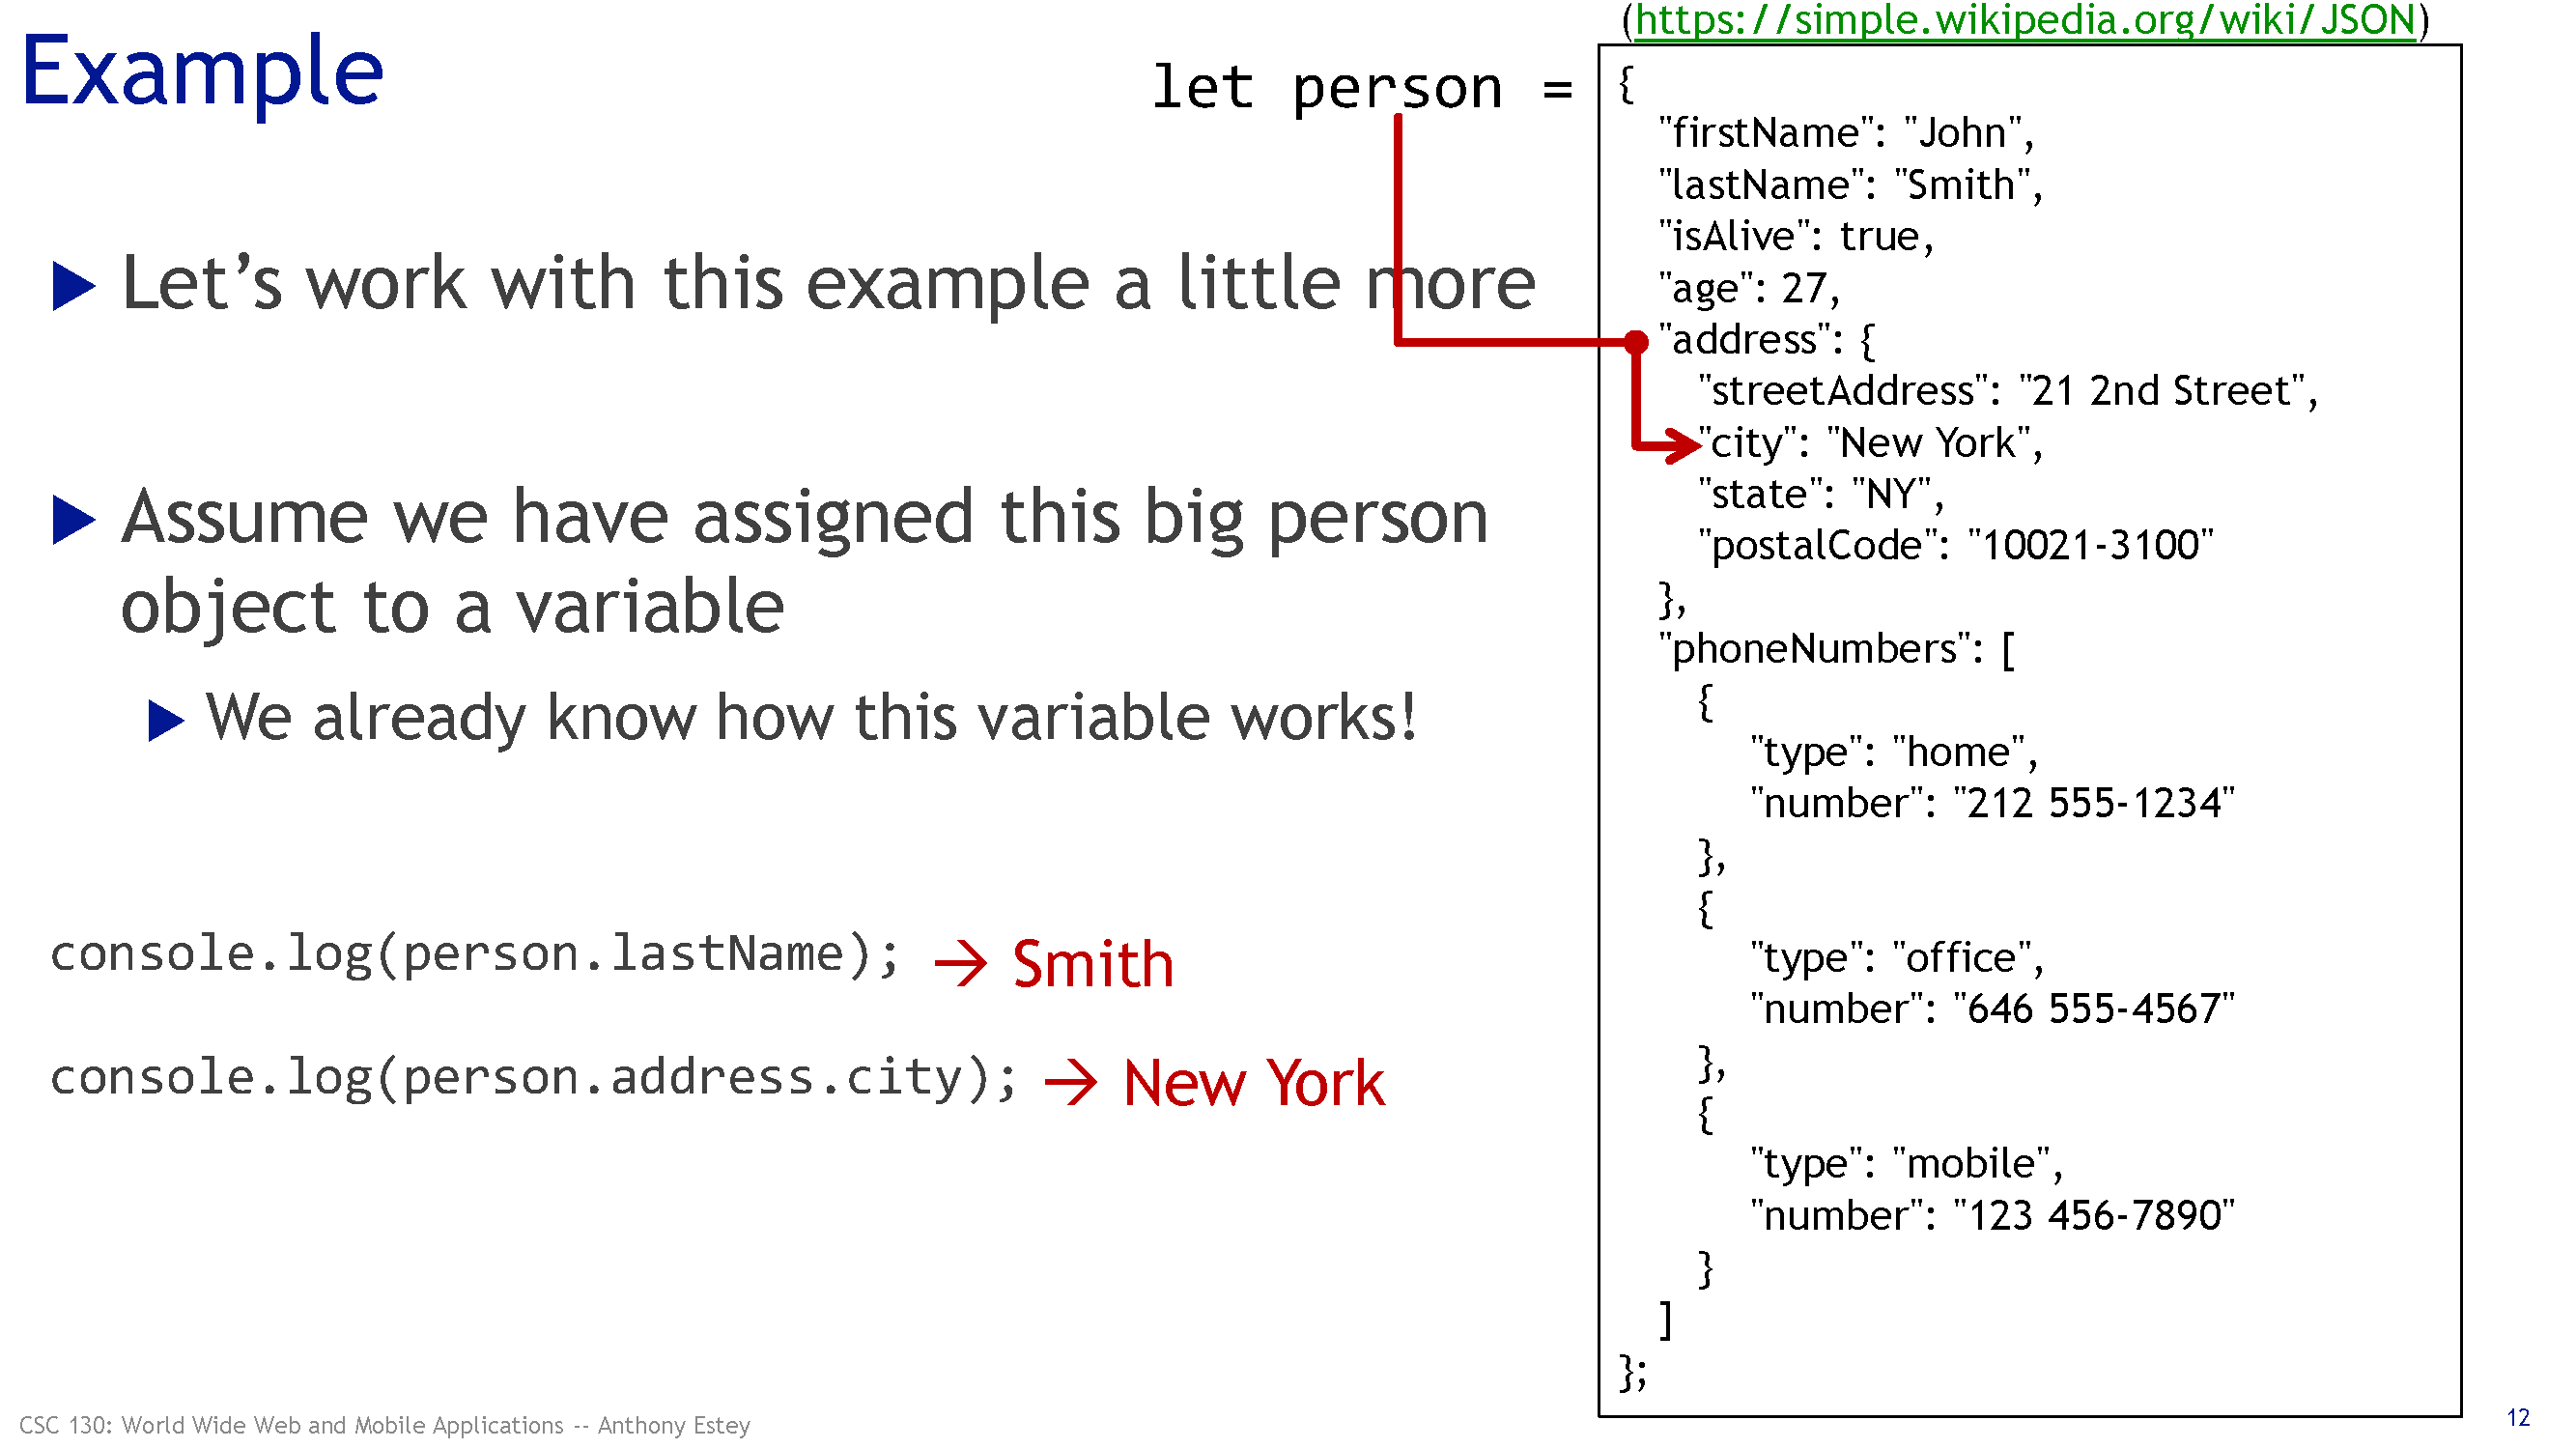 Example
Let’s work with this example a little more
Assume we have assigned this big person
object to a variable
We already know how this variable works!
console.log(person.lastName); → Smith
console.log(person.address.city); → New York
(https://simple.wikipedia.org/wiki/JSON)
let person =
{
"firstName": "John",
"lastName": "Smith",
"isAlive": true,
"age": 27,
"address": {
"streetAddress": "21 2nd Street",
"city": "New York",
"state": "NY",
"postalCode": "10021-3100"
},
"phoneNumbers": [
{
"type": "home",
"number": "212 555-1234"
},
{
"type": "office",
"number": "646 555-4567"
},
{
"type": "mobile",
"number": "123 456-7890"
}
]
};
CSC 130: World Wide Web and Mobile Applications -- Anthony Estey
12